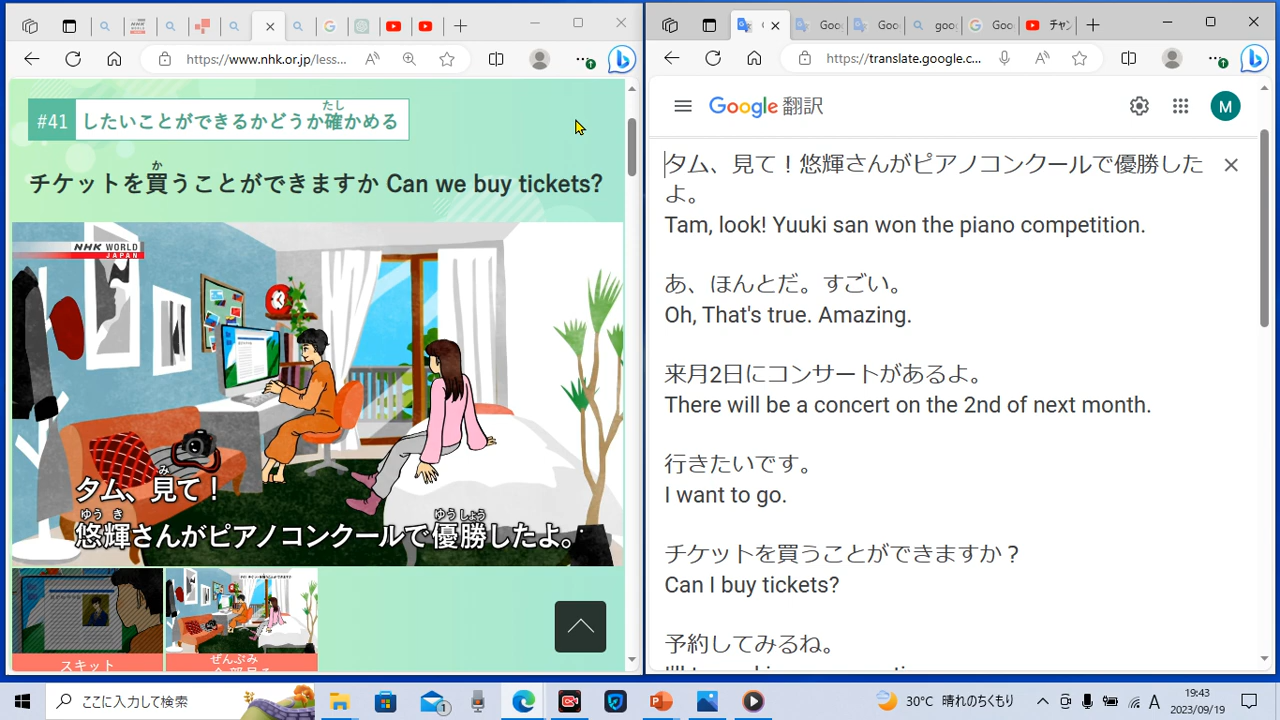 https://www.nhk.or.jp/less...
たし
#41 したいことができるかどうか確かめる
か
チケットを買うことができますか Can we buy tickets?
NHK WORLD
JAPAN
み
タム、見て！
ゆう き ゆうしょう
悠輝さんがピアノコンクールで優勝したよ。
スキット
ぜんぶみ
Goo
Goo
goo
Goo
チャン
https://translate.google.c...
Google 翻訳
M
タム、見て！悠輝さんがピアノコンクールで優勝した
よ。
Tam, look! Yuuki san won the piano competition.
あ、ほんとだ。すごい。
Oh, That's true. Amazing.
来月2日にコンサートがあるよ。
There will be a concert on the 2nd of next month.
行きたいです。
I want to go.
チケットを買うことができますか？
Can I buy tickets?
予約してみるね。
ここに入力して検索
1
30°C 晴れのちくもり
A
19:43
2023/09/19